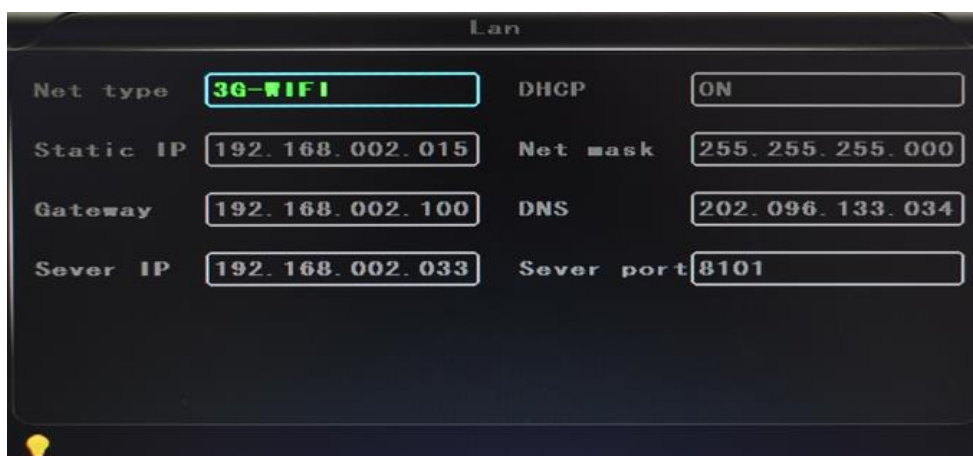 Lan
Net type 3G-WIFI DHCP ON
Static IP 192. 168. 002. 015 Net mask 255. 255. 255. 000
Gateway 192. 168. 002. 100 DNS 202. 096. 133. 034
Sever IP 192. 168. 002. 033 Sever port 8101